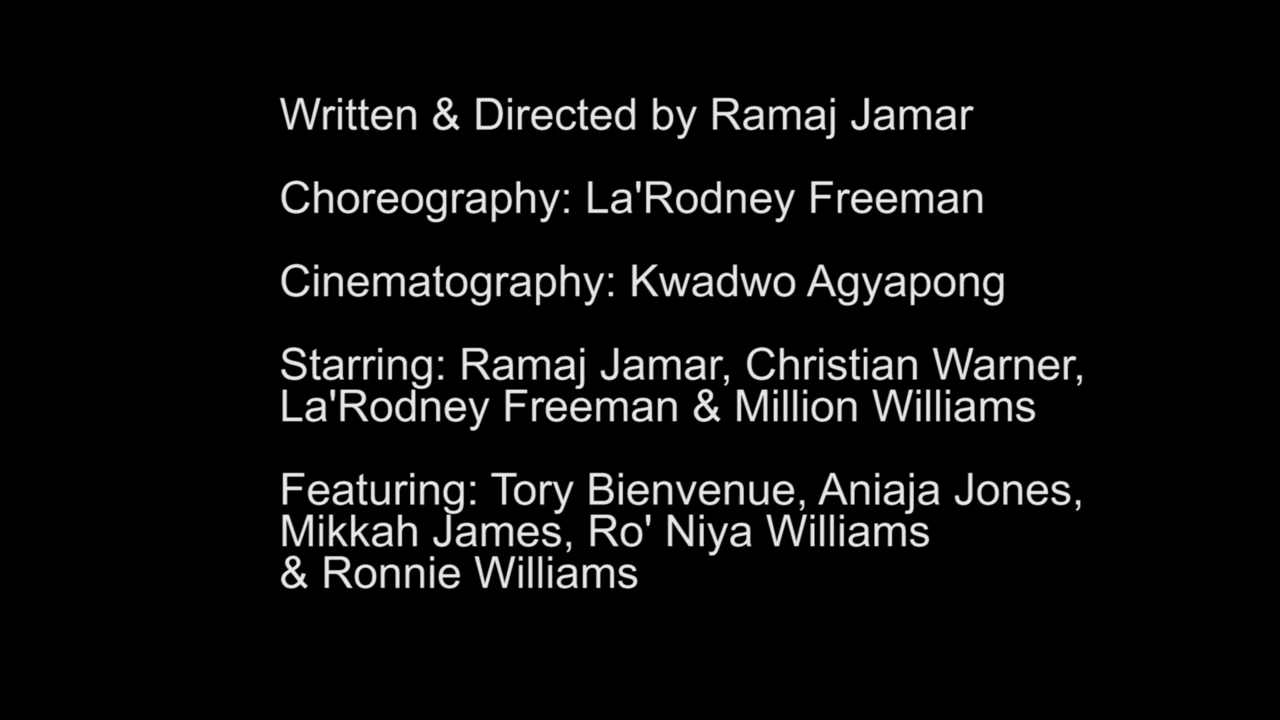 Written & Directed by Ramaj Jamar
Choreography: La'Rodney Freeman
Cinematography: Kwadwo Agyapong
Starring: Ramaj Jamar, Christian Warner,
La'Rodney Freeman & Million Williams
Featuring: Tory Bienvenue, Aniaja Jones,
Mikkah James, Ro' Niya Williams
& Ronnie Williams